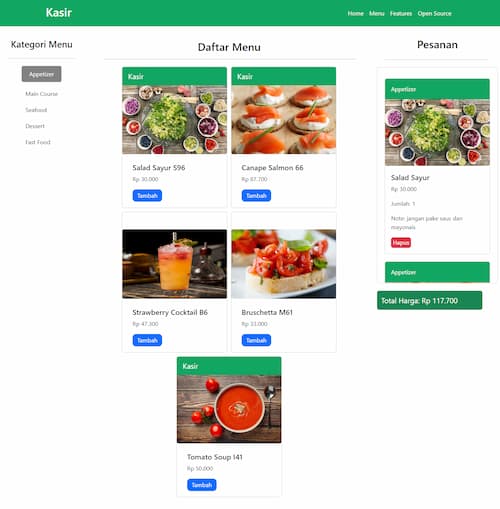 Kasir
Home Menu Features Open Source
Kategori Menu
Appetizer
Main Course
Seafood
Dessert
Fast Food
Daftar Menu
Kasir
Salad Sayur S96
Rp 30.000
Tambah
Kasir
Canape Salmon 66
Rp 87.700
Tambah
Strawberry Cocktail B6
Rp 47.300
Tambah
Bruschetta M61
Rp 33.000
Tambah
Kasir
Tomato Soup I41
Rp 50.000
Tambah
Pesanan
Appetizer
Salad Sayur
Rp 30.000
Jumlah: 1
Note: jangan pake saus dan
mayonais
Hapus
Appetizer
Total Harga: Rp 117.700